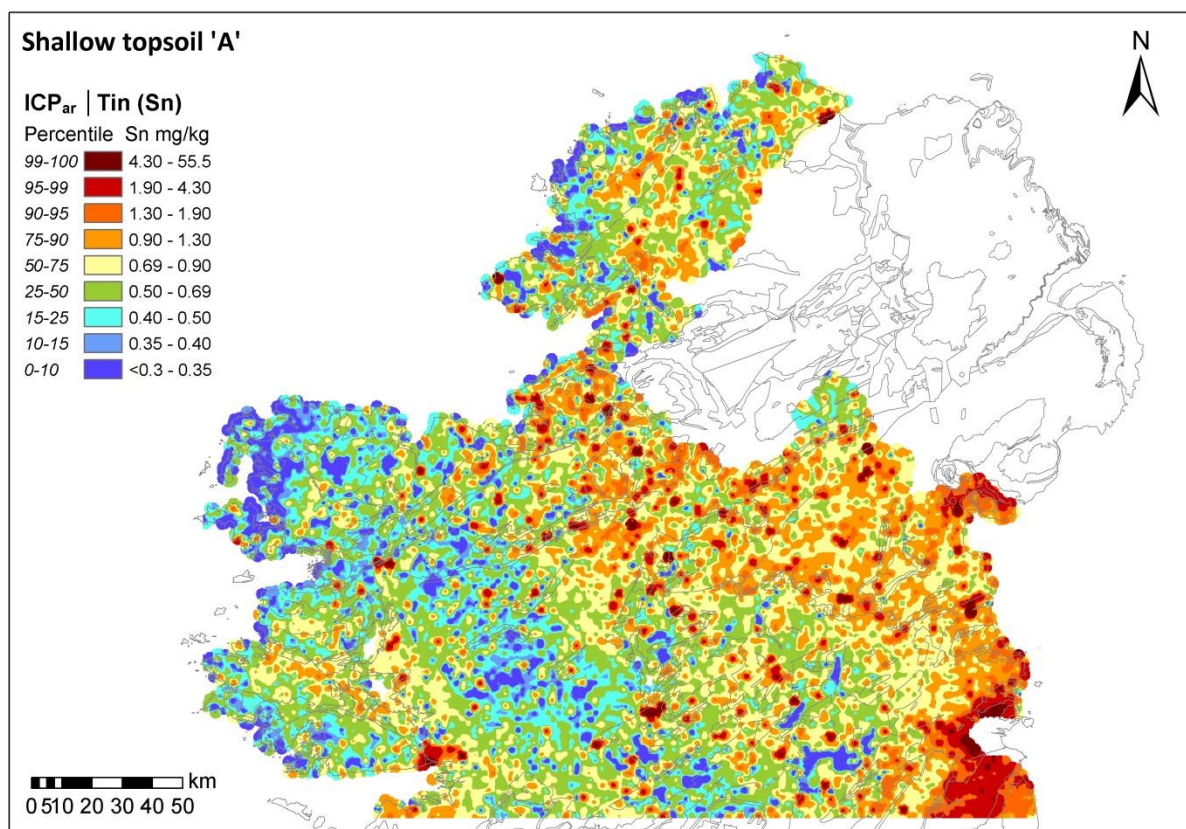 Shallow topsoil 'A'
N
ICPar | Tin (Sn)
Percentile Sn mg/kg
99-100 4.30 - 55.5
95-99 1.90 - 4.30
90-95 1.30 - 1.90
75-90 0.90 - 1.30
50-75 0.69 - 0.90
25-50 0.50 - 0.69
15-25 0.40 - 0.50
10-15 0.35 - 0.40
0-10 <0.3 - 0.35
km
0 5 10 20 30 40 50